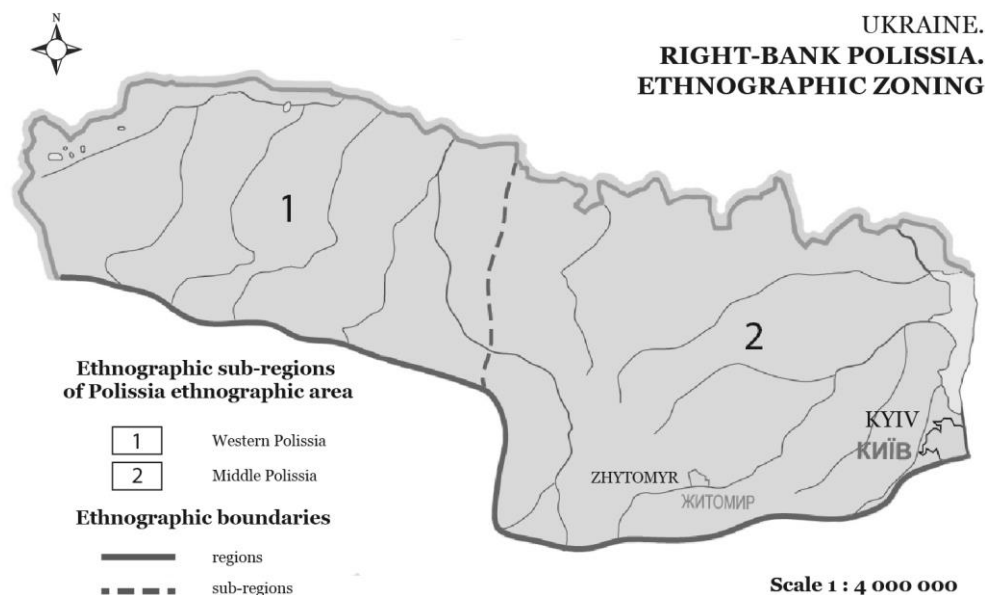 N
UKRAINE.
RIGHT-BANK POLISSIA.
ETHNOGRAPHIC ZONING
1
2
KYIV
КИЇВ
ZHYTOMYR
ЖИТОМИР
Ethnographic sub-regions
of Polissia ethnographic area
1 Western Polissia
2 Middle Polissia
Ethnographic boundaries
regions
sub-regions
Scale 1 : 4 000 000